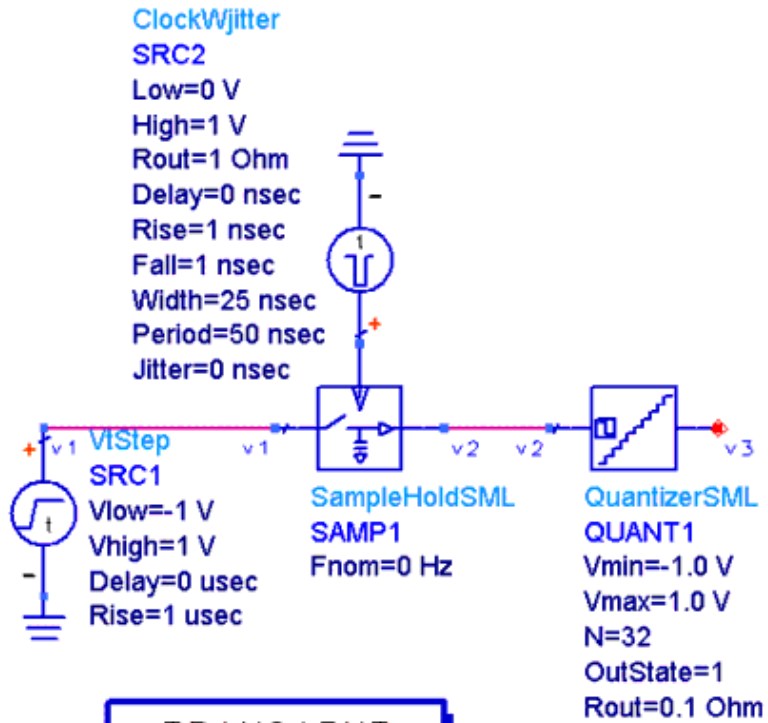 ClockWjitter
SRC2
Low=0 V
High=1 V
Rout=1 Ohm
Delay=0 nsec
Rise=1 nsec
Fall=1 nsec
Width=25 nsec
Period=50 nsec
Jitter=0 nsec
-
t
+
+
v1
VtStep
SRC1
Vlow=-1 V
Vhigh=1 V
Delay=0 usec
Rise=1 usec
t
-
v1
v2
v2
v3
SampleHoldSML
SAMP1
Fnom=0 Hz
QuantizerSML
QUANT1
Vmin=-1.0 V
Vmax=1.0 V
N=32
OutState=1
Rout=0.1 Ohm